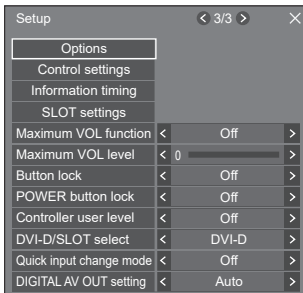 Setup < 3/3 > ×
Options
Control settings
Information timing
SLOT settings
Maximum VOL function < Off >
Maximum VOL level < 0 >
Button lock < Off >
POWER button lock < Off >
Controller user level < Off >
DVI-D/SLOT select < DVI-D >
Quick input change mode < Off >
DIGITAL AV OUT setting < Auto >